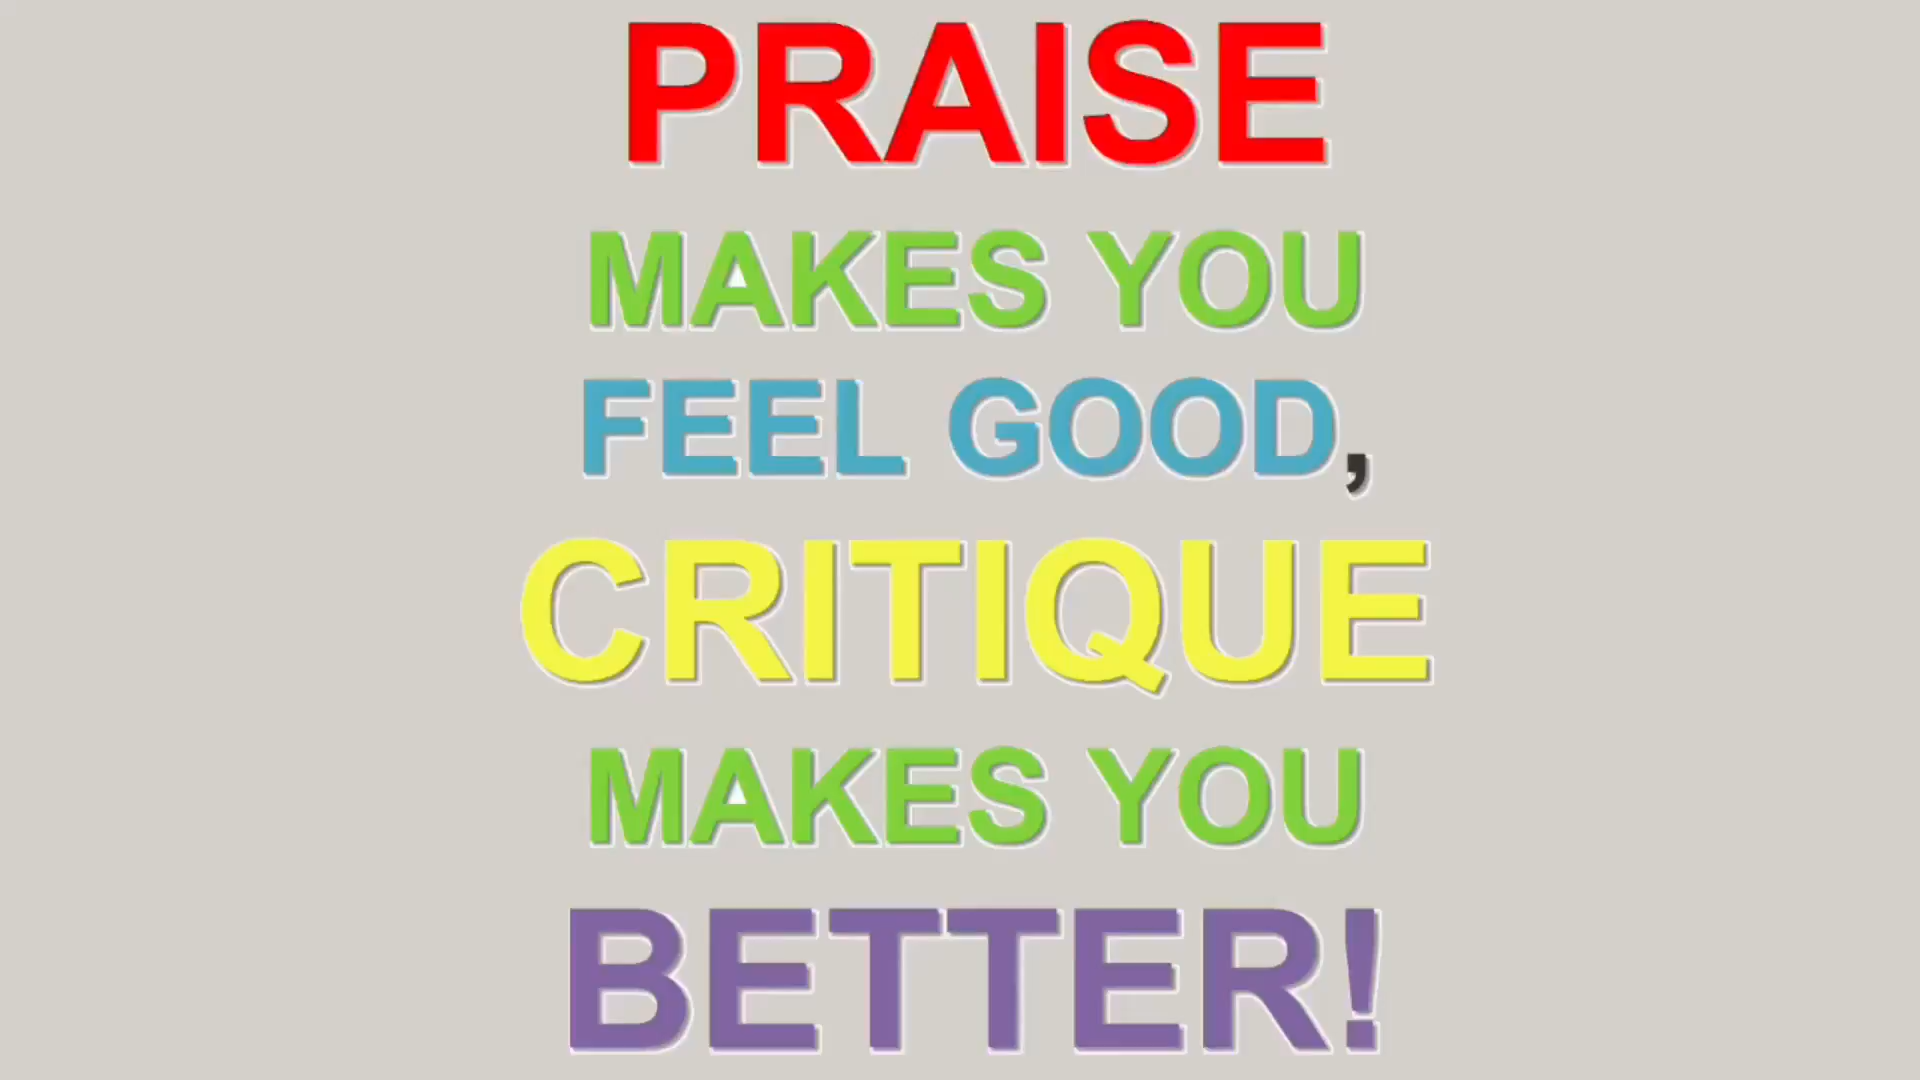 PRAISE
MAKES YOU
FEEL GOOD,
CRITIQUE
MAKES YOU
BETTER!